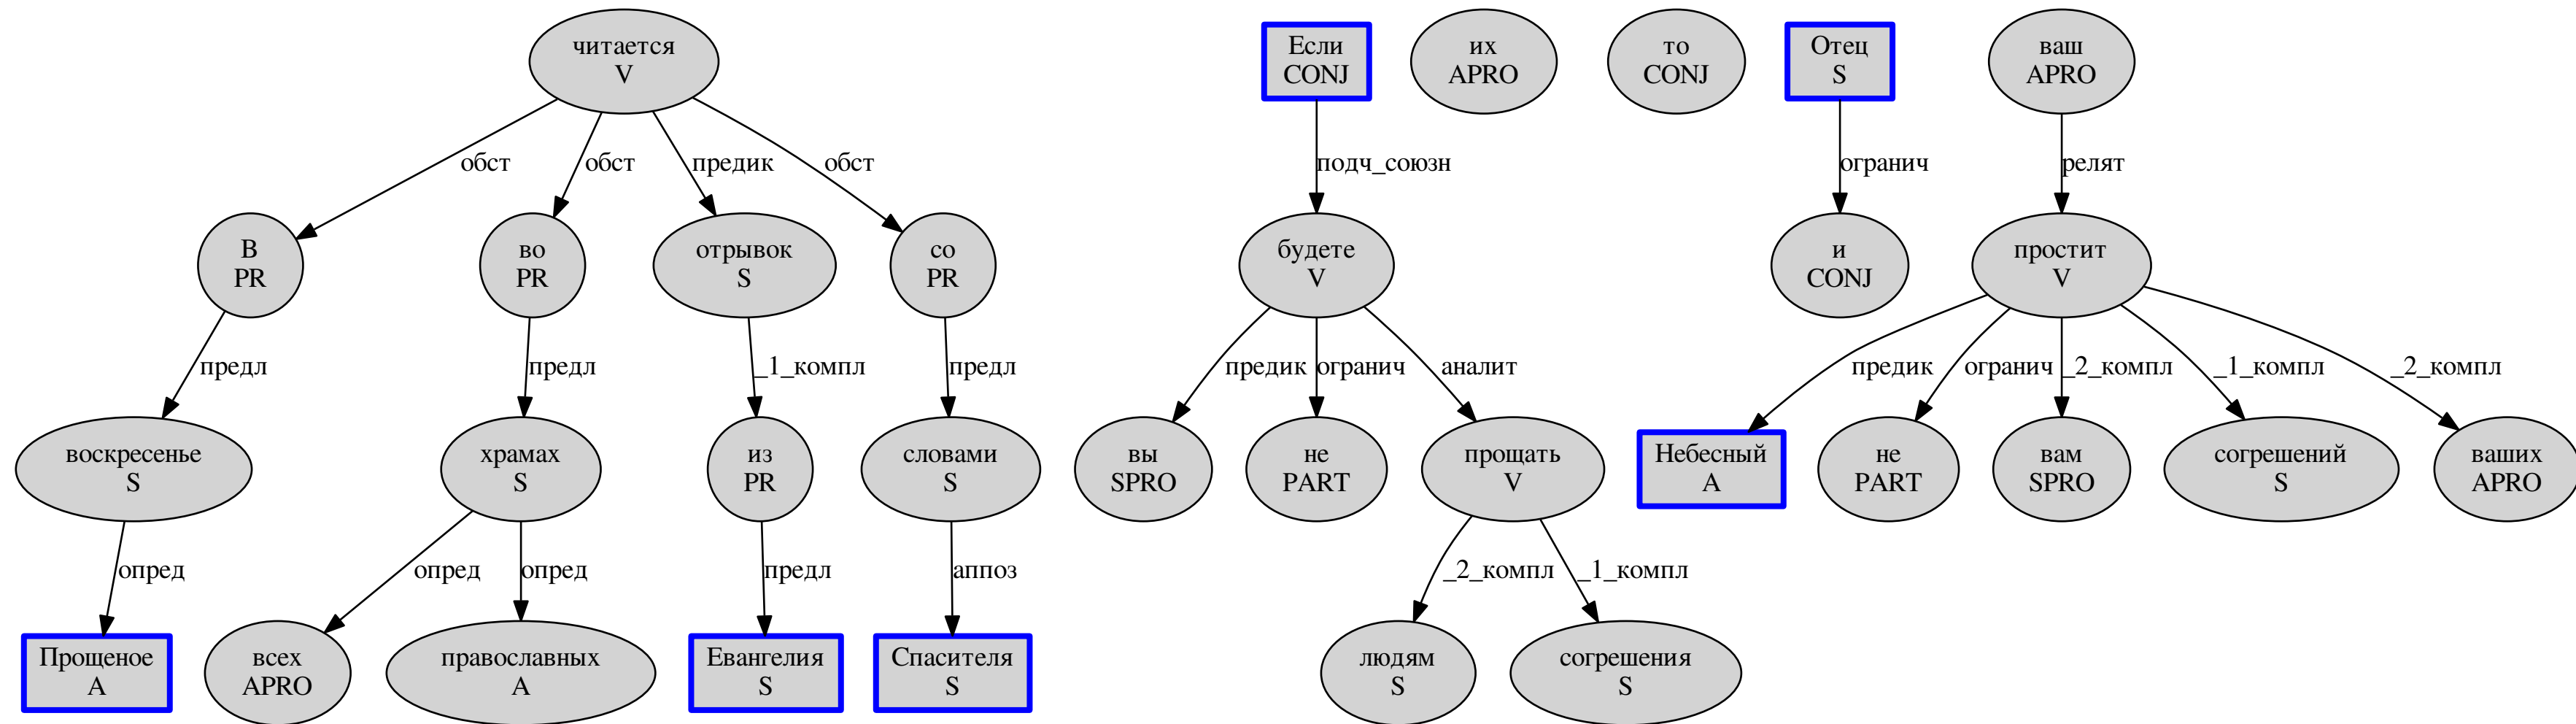 читается
V
Если
CONJ
их
APRO
то
CONJ
Отец
S
ваш
APRO
обст
обст
предик
обст
подч_союзн
огранич
релят
В
PR
во
PR
отрывок
S
со
PR
будете
V
и
CONJ
простит
V
предл
предл
_1_компл
предл
предик
огранич
аналит
предик
огранич
_2_компл
_1_компл
_2_компл
воскресенье
S
храмах
S
из
PR
словами
S
вы
SPRO
не
PART
прощать
V
Небесный
A
не
PART
вам
SPRO
согрешений
S
ваших
APRO
опред
опред
опред
предл
аппоз
_2_компл
_1_компл
Прощеное
A
всех
APRO
православных
A
Евангелия
S
Спасителя
S
людям
S
согрешения
S